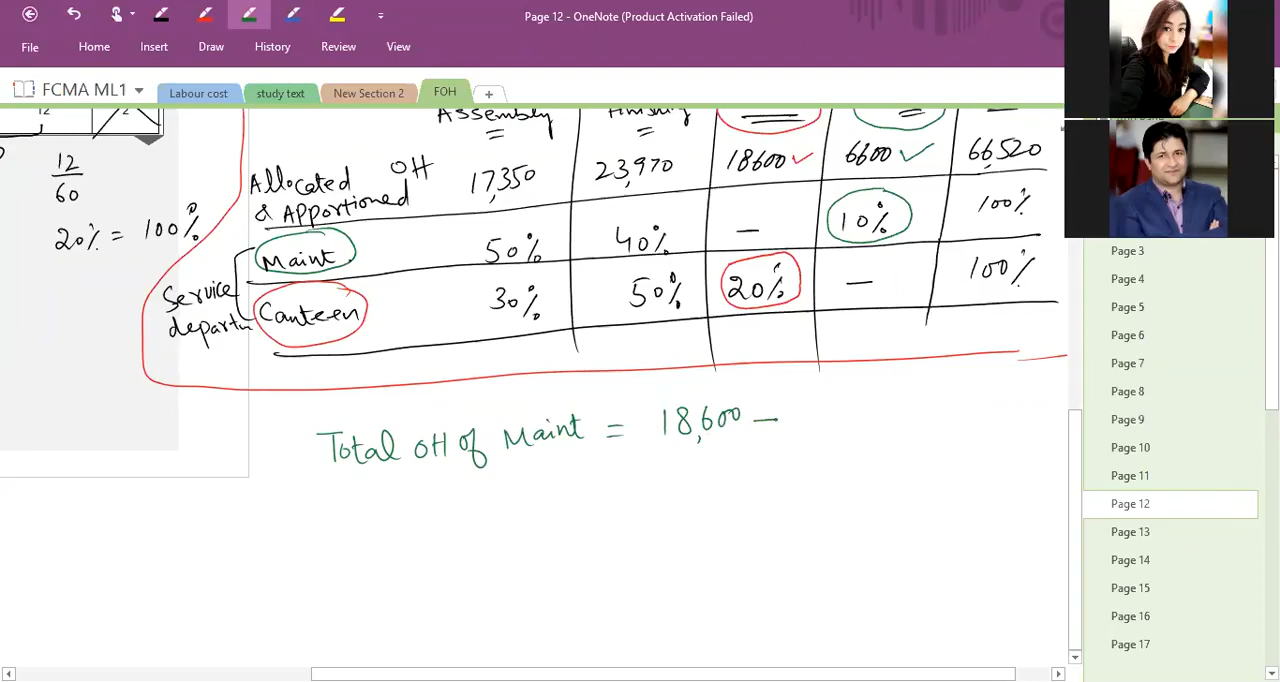 Page 12 - OneNote (Product Activation Failed)
File Home Insert Draw History Review View
FCMA ML1 Labour cost study text New Section 2 FOH +
Assembly
Allocated OH & Apportioned 17,350 23,970 18600 ✓ 6600 ✓ 66,520
12
60
20% = 100%
Maint 50% 40% — 10% 100%
Service
Canteen 30% 50% 20% — 100%
Total OH of Maint = 18,600 —
Page 3
Page 4
Page 5
Page 6
Page 7
Page 8
Page 9
Page 10
Page 11
Page 12
Page 13
Page 14
Page 15
Page 16
Page 17